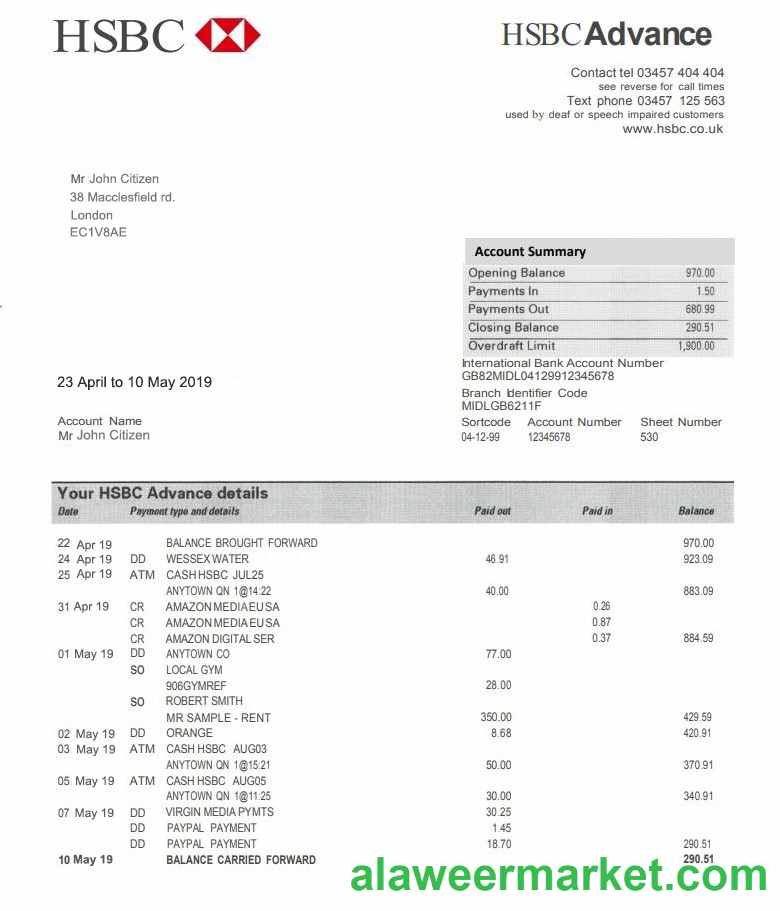 HSBC
HSBC Advance
Contact tel 03457 404 404
see reverse for call times
Text phone 03457 125 563
used by deaf or speech impaired customers
www.hsbc.co.uk
Mr John Citizen
38 Macclesfield rd.
London
EC1V8AE
Account Summary
Opening Balance 970.00
Payments In 1.50
Payments Out 680.99
Closing Balance 290.51
Overdraft Limit 1,900.00
International Bank Account Number
GB82MIDL04129912345678
23 April to 10 May 2019
Branch Identifier Code
MIDLGB6211F
Account Name
Mr John Citizen
Sortcode Account Number Sheet Number
04-12-99 12345678 530
Your HSBC Advance details
Date Payment type and details Paid out Paid in Balance
22 Apr 19 BALANCE BROUGHT FORWARD 970.00
24 Apr 19 DD WESSEX WATER 46.91 923.09
25 Apr 19 ATM CASH HSBC JUL25
ANYTOWN QN 1@14:22 40.00 883.09
31 Apr 19 CR AMAZON MEDIA EU SA 0.26
CR AMAZON MEDIA EU SA 0.87
CR AMAZON DIGITAL SER 0.37 884.59
01 May 19 DD ANYTOWN CO 77.00
SO LOCAL GYM
906GYMREF 28.00
SO ROBERT SMITH
MR SAMPLE - RENT 350.00 429.59
02 May 19 DD ORANGE 8.68 420.91
03 May 19 ATM CASH HSBC AUG03
ANYTOWN QN 1@15:21 50.00 370.91
05 May 19 ATM CASH HSBC AUG05
ANYTOWN QN 1@11:25 30.00 340.91
07 May 19 DD VIRGIN MEDIA PYMTS 30.25
DD PAYPAL PAYMENT 1.45
DD PAYPAL PAYMENT 18.70 290.51
10 May 19 BALANCE CARRIED FORWARD 290.51
alaweermarket.com